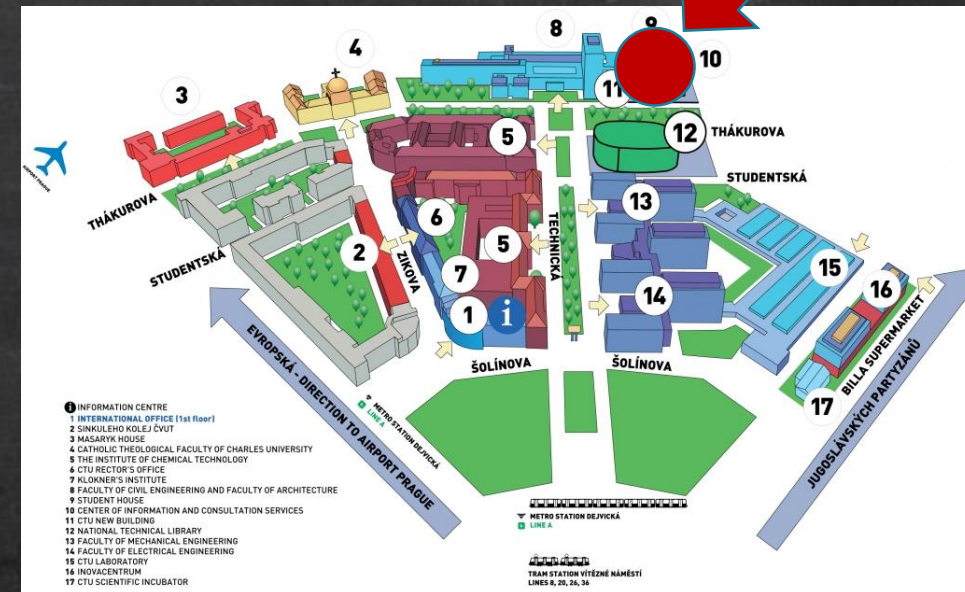 8
9
10
4
3
11
5
12
THÁKUROVA
STUDENTSKÁ
AIRPORT PRAGUE
THÁKUROVA
13
6
TECHNICKÁ
STUDENTSKÁ
2
ZIKOVA
5
15
7
16
14
1
i
BILLA SUPERMARKET
EVROPSKÁ - DIRECTION TO AIRPORT PRAGUE
ŠOLÍNOVA
ŠOLÍNOVA
17
JUGOSLÁVSKÝCH PARTYZÁNŮ
METRO STATION DEJVICKÁ
LINE A
i INFORMATION CENTRE
1 INTERNATIONAL OFFICE (1st floor)
2 SINKULEHO KOLEJ ČVUT
3 MASARYK HOUSE
4 CATHOLIC THEOLOGICAL FACULTY OF CHARLES UNIVERSITY
5 THE INSTITUTE OF CHEMICAL TECHNOLOGY
6 CTU RECTOR'S OFFICE
7 KLOKNER'S INSTITUTE
8 FACULTY OF CIVIL ENGINEERING AND FACULTY OF ARCHITECTURE
9 STUDENT HOUSE
10 CENTER OF INFORMATION AND CONSULTATION SERVICES
11 CTU NEW BUILDING
12 NATIONAL TECHNICAL LIBRARY
13 FACULTY OF MECHANICAL ENGINEERING
14 FACULTY OF ELECTRICAL ENGINEERING
15 CTU LABORATORY
16 INOVACENTRUM
17 CTU SCIENTIFIC INCUBATOR
METRO STATION DEJVICKÁ
LINE A
TRAM STATION VÍTĚZNÉ NÁMĚSTÍ
LINES 8, 20, 26, 36